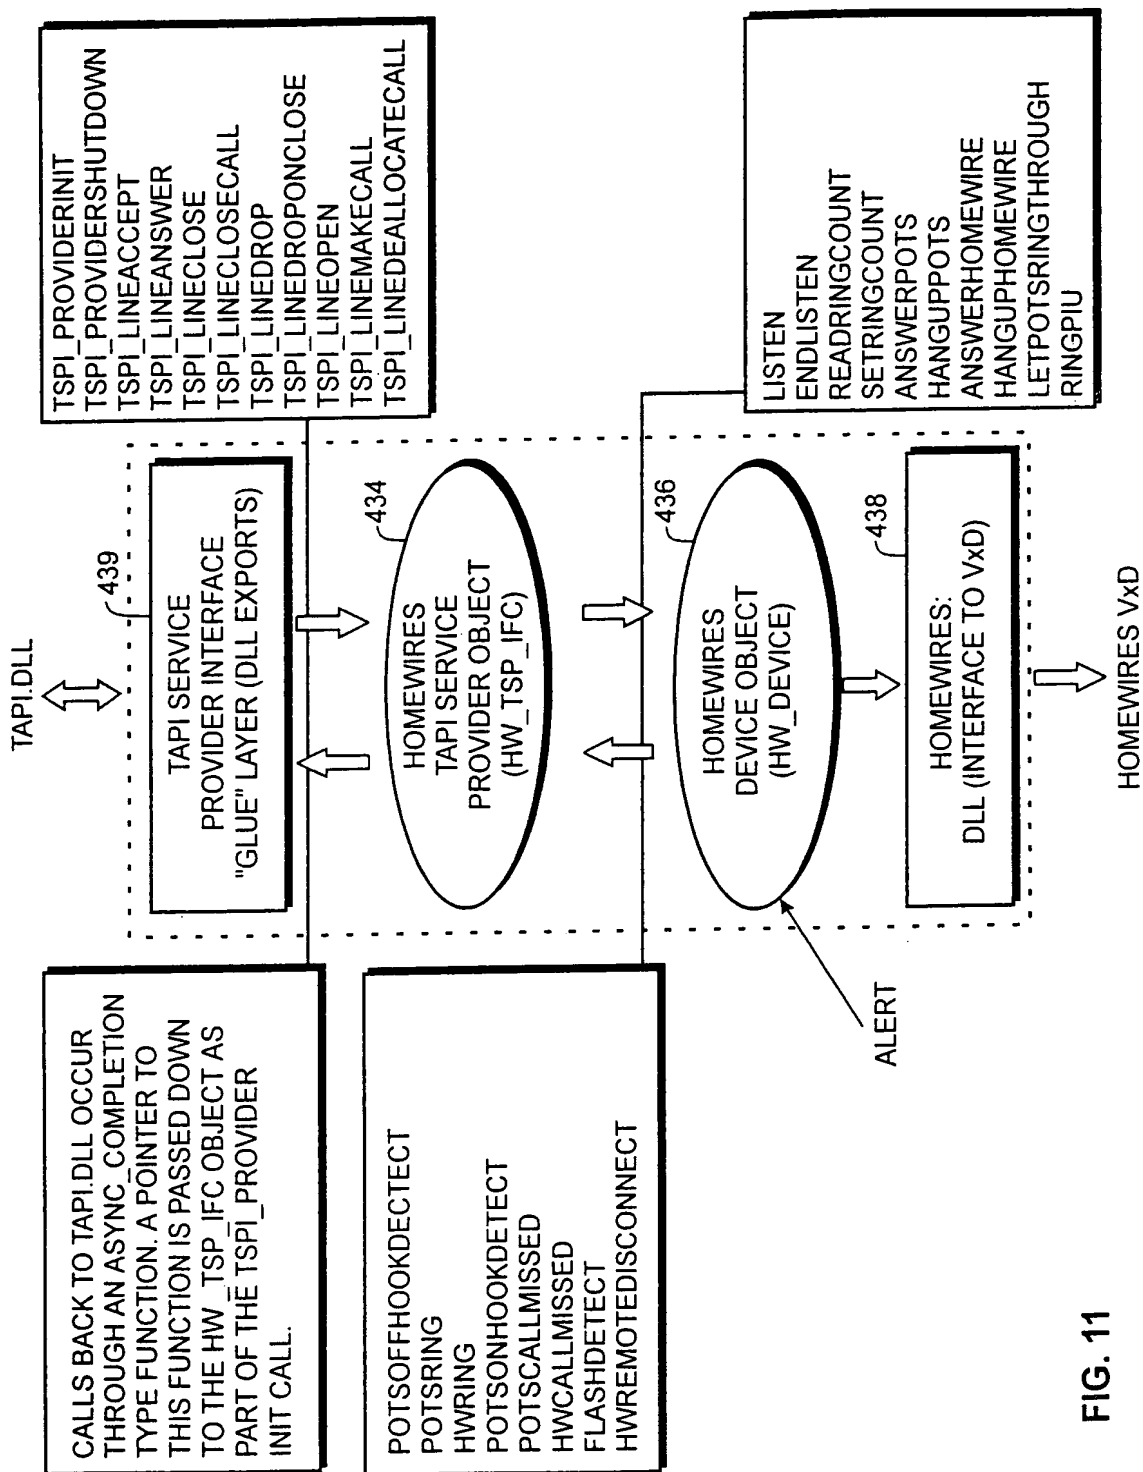 TAPI.DLL
CALLS BACK TO TAPI.DLL OCCUR
THROUGH AN ASYNC_COMPLETION
TYPE FUNCTION. A POINTER TO
THIS FUNCTION IS PASSED DOWN
TO THE HW_TSP_IFC OBJECT AS
PART OF THE TSPI_PROVIDER
INIT CALL.
439
TAPI SERVICE
PROVIDER INTERFACE
"GLUE" LAYER (DLL EXPORTS)
TSPI_PROVIDERINIT
TSPI_PROVIDERSHUTDOWN
TSPI_LINEACCEPT
TSPI_LINEANSWER
TSPI_LINECLOSE
TSPI_LINECLOSECALL
TSPI_LINEDROP
TSPI_LINEDROPONCLOSE
TSPI_LINEOPEN
TSPI_LINEMAKECALL
TSPI_LINEDEALLOCATECALL
434
HOMEWIRES
TAPI SERVICE
PROVIDER OBJECT
(HW_TSP_IFC)
POTSOFFHOOKDECTECT
POTSRING
HWRING
POTSONHOOKDETECT
POTSCALLMISSED
HWCALLMISSED
FLASHDETECT
HWREMOTEDISCONNECT
436
HOMEWIRES
DEVICE OBJECT
(HW_DEVICE)
ALERT
LISTEN
ENDLISTEN
READRINGCOUNT
SETRINGCOUNT
ANSWERPOTS
HANGUPPOTS
ANSWERHOMEWIRE
HANGUPHOMEWIRE
LETPOTSRINGTHROUGH
RINGPIU
438
HOMEWIRES:
DLL (INTERFACE TO VxD)
HOMEWIRES VxD
FIG. 11